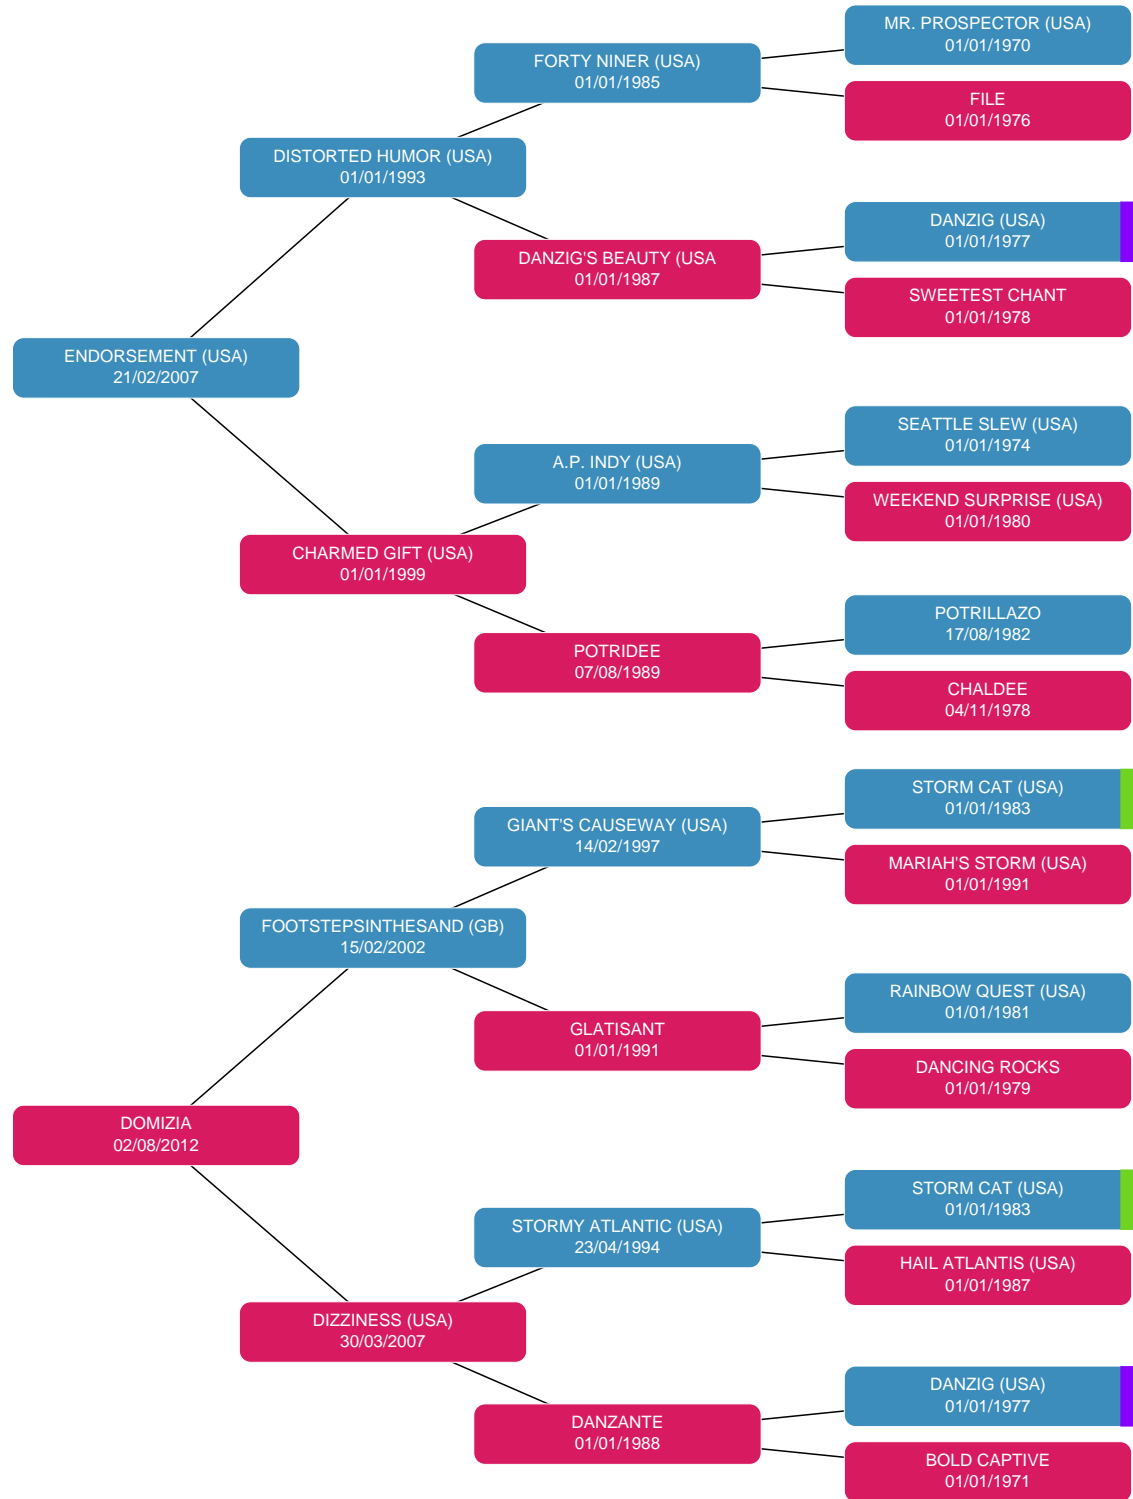 MR. PROSPECTOR (USA)
01/01/1970
FORTY NINER (USA)
01/01/1985
FILE
01/01/1976
DISTORTED HUMOR (USA)
01/01/1993
DANZIG (USA)
01/01/1977
DANZIG'S BEAUTY (USA
01/01/1987
SWEETEST CHANT
01/01/1978
ENDORSEMENT (USA)
21/02/2007
SEATTLE SLEW (USA)
01/01/1974
A.P. INDY (USA)
01/01/1989
WEEKEND SURPRISE (USA)
01/01/1980
CHARMED GIFT (USA)
01/01/1999
POTRILLAZO
17/08/1982
POTRIDEE
07/08/1989
CHALDEE
04/11/1978
STORM CAT (USA)
01/01/1983
GIANT'S CAUSEWAY (USA)
14/02/1997
MARIAH'S STORM (USA)
01/01/1991
FOOTSTEPSINTHESAND (GB)
15/02/2002
RAINBOW QUEST (USA)
01/01/1981
GLATISANT
01/01/1991
DANCING ROCKS
01/01/1979
DOMIZIA
02/08/2012
STORM CAT (USA)
01/01/1983
STORMY ATLANTIC (USA)
23/04/1994
HAIL ATLANTIS (USA)
01/01/1987
DIZZINESS (USA)
30/03/2007
DANZIG (USA)
01/01/1977
DANZANTE
01/01/1988
BOLD CAPTIVE
01/01/1971